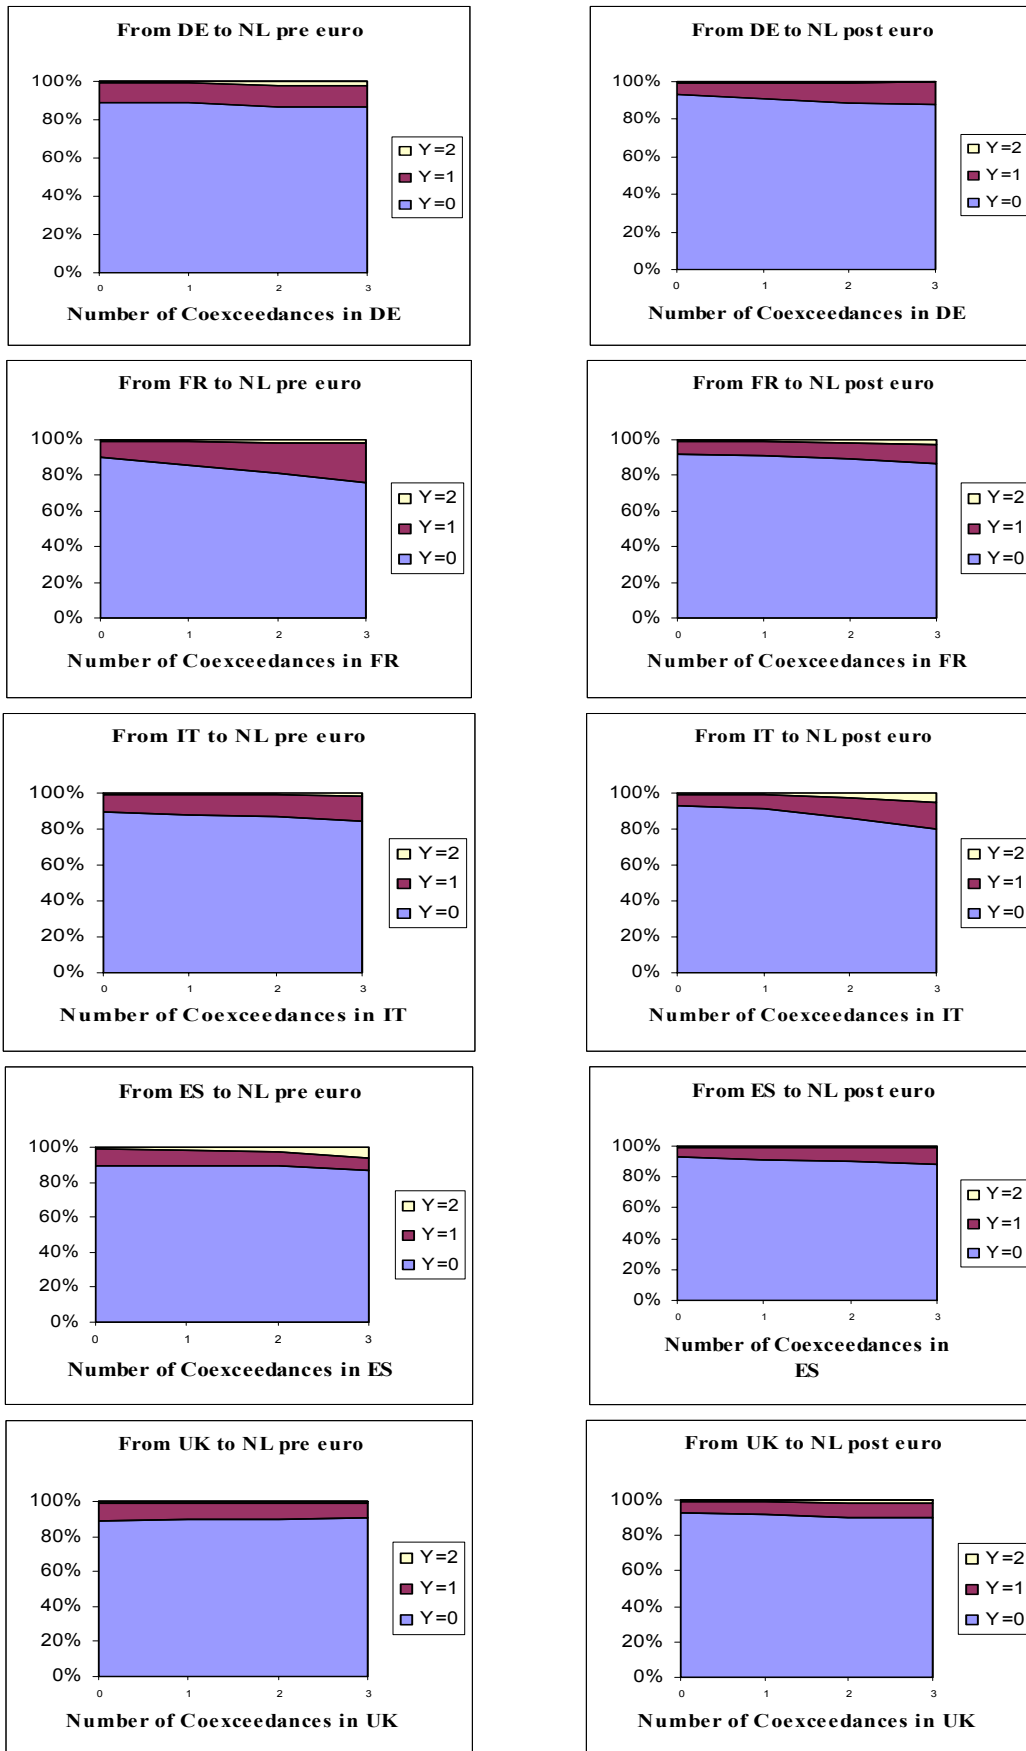 From DE to NL pre euro
100%
80%
60%
40%
20%
0%
0 1 2 3
Y=2
Y=1
Y=0
Number of Coexceedances in DE
From DE to NL post euro
100%
80%
60%
40%
20%
0%
0 1 2 3
Y=2
Y=1
Y=0
Number of Coexceedances in DE
From FR to NL pre euro
100%
80%
60%
40%
20%
0%
0 1 2 3
Y=2
Y=1
Y=0
Number of Coexceedances in FR
From FR to NL post euro
100%
80%
60%
40%
20%
0%
0 1 2 3
Y=2
Y=1
Y=0
Number of Coexceedances in FR
From IT to NL pre euro
100%
80%
60%
40%
20%
0%
0 1 2 3
Y=2
Y=1
Y=0
Number of Coexceedances in IT
From IT to NL post euro
100%
80%
60%
40%
20%
0%
0 1 2 3
Y=2
Y=1
Y=0
Number of Coexceedances in IT
From ES to NL pre euro
100%
80%
60%
40%
20%
0%
0 1 2 3
Y=2
Y=1
Y=0
Number of Coexceedances in ES
From ES to NL post euro
100%
80%
60%
40%
20%
0%
0 1 2 3
Y=2
Y=1
Y=0
Number of Coexceedances in
ES
From UK to NL pre euro
100%
80%
60%
40%
20%
0%
0 1 2 3
Y=2
Y=1
Y=0
Number of Coexceedances in UK
From UK to NL post euro
100%
80%
60%
40%
20%
0%
0 1 2 3
Y=2
Y=1
Y=0
Number of Coexceedances in UK